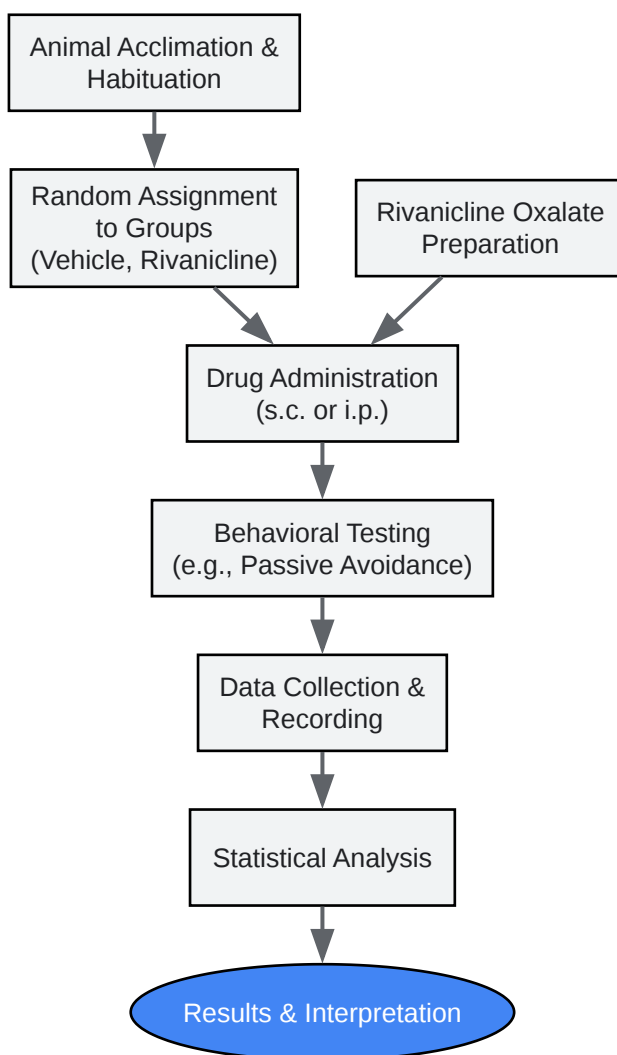 Animal Acclimation &
Habituation
Random Assignment
to Groups
(Vehicle, Rivanicline)
Rivanicline Oxalate
Preparation
Drug Administration
(s.c. or i.p.)
Behavioral Testing
(e.g., Passive Avoidance)
Data Collection &
Recording
Statistical Analysis
Results & Interpretation